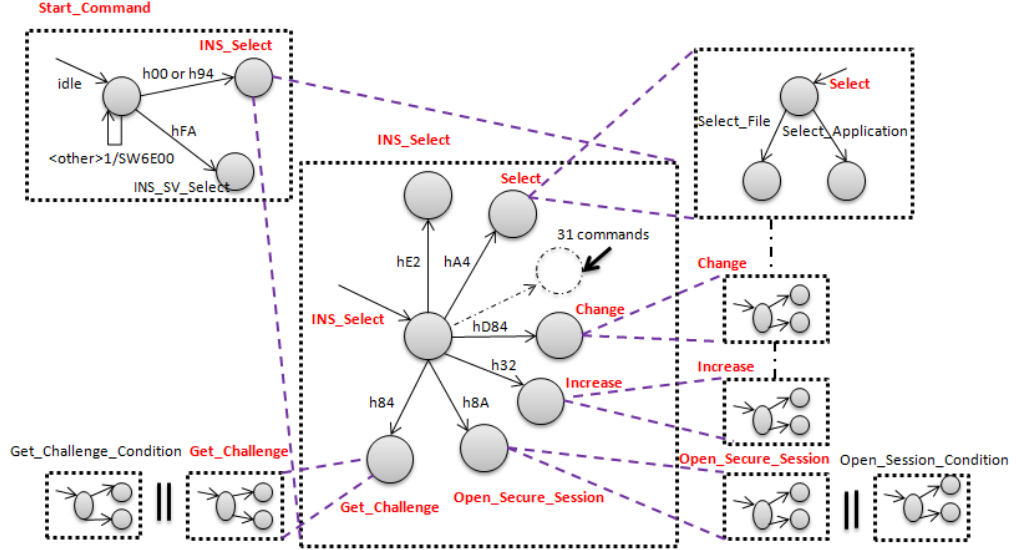 Start_Command
INS_Select
idle
h00 or h94
hFA
<other>1/SW6E00
INS_SV_Select
Select
Select_File
Select_Application
INS_Select
Select
31 commands
hE2
hA4
Change
Change
INS_Select
hD84
h32
Increase
Increase
h84
h8A
Get_Challenge_Condition
Get_Challenge
Get_Challenge
Open_Secure_Session
Open_Secure_Session
Open_Session_Condition